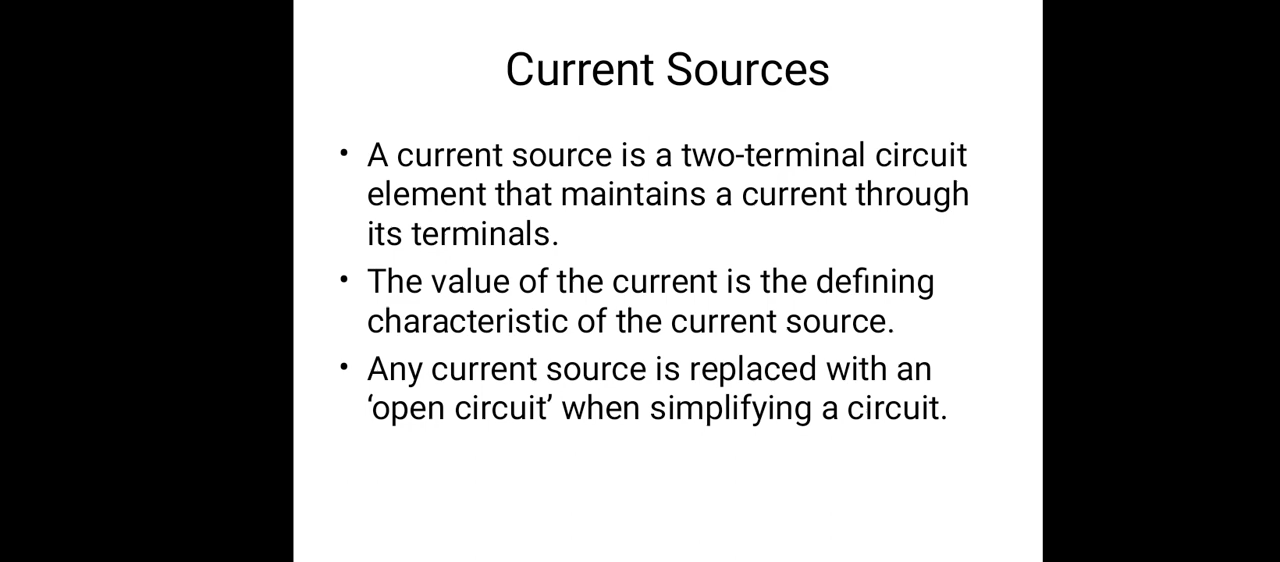 Current Sources
• A current source is a two-terminal circuit
element that maintains a current through
its terminals.
• The value of the current is the defining
characteristic of the current source.
• Any current source is replaced with an
‘open circuit’ when simplifying a circuit.